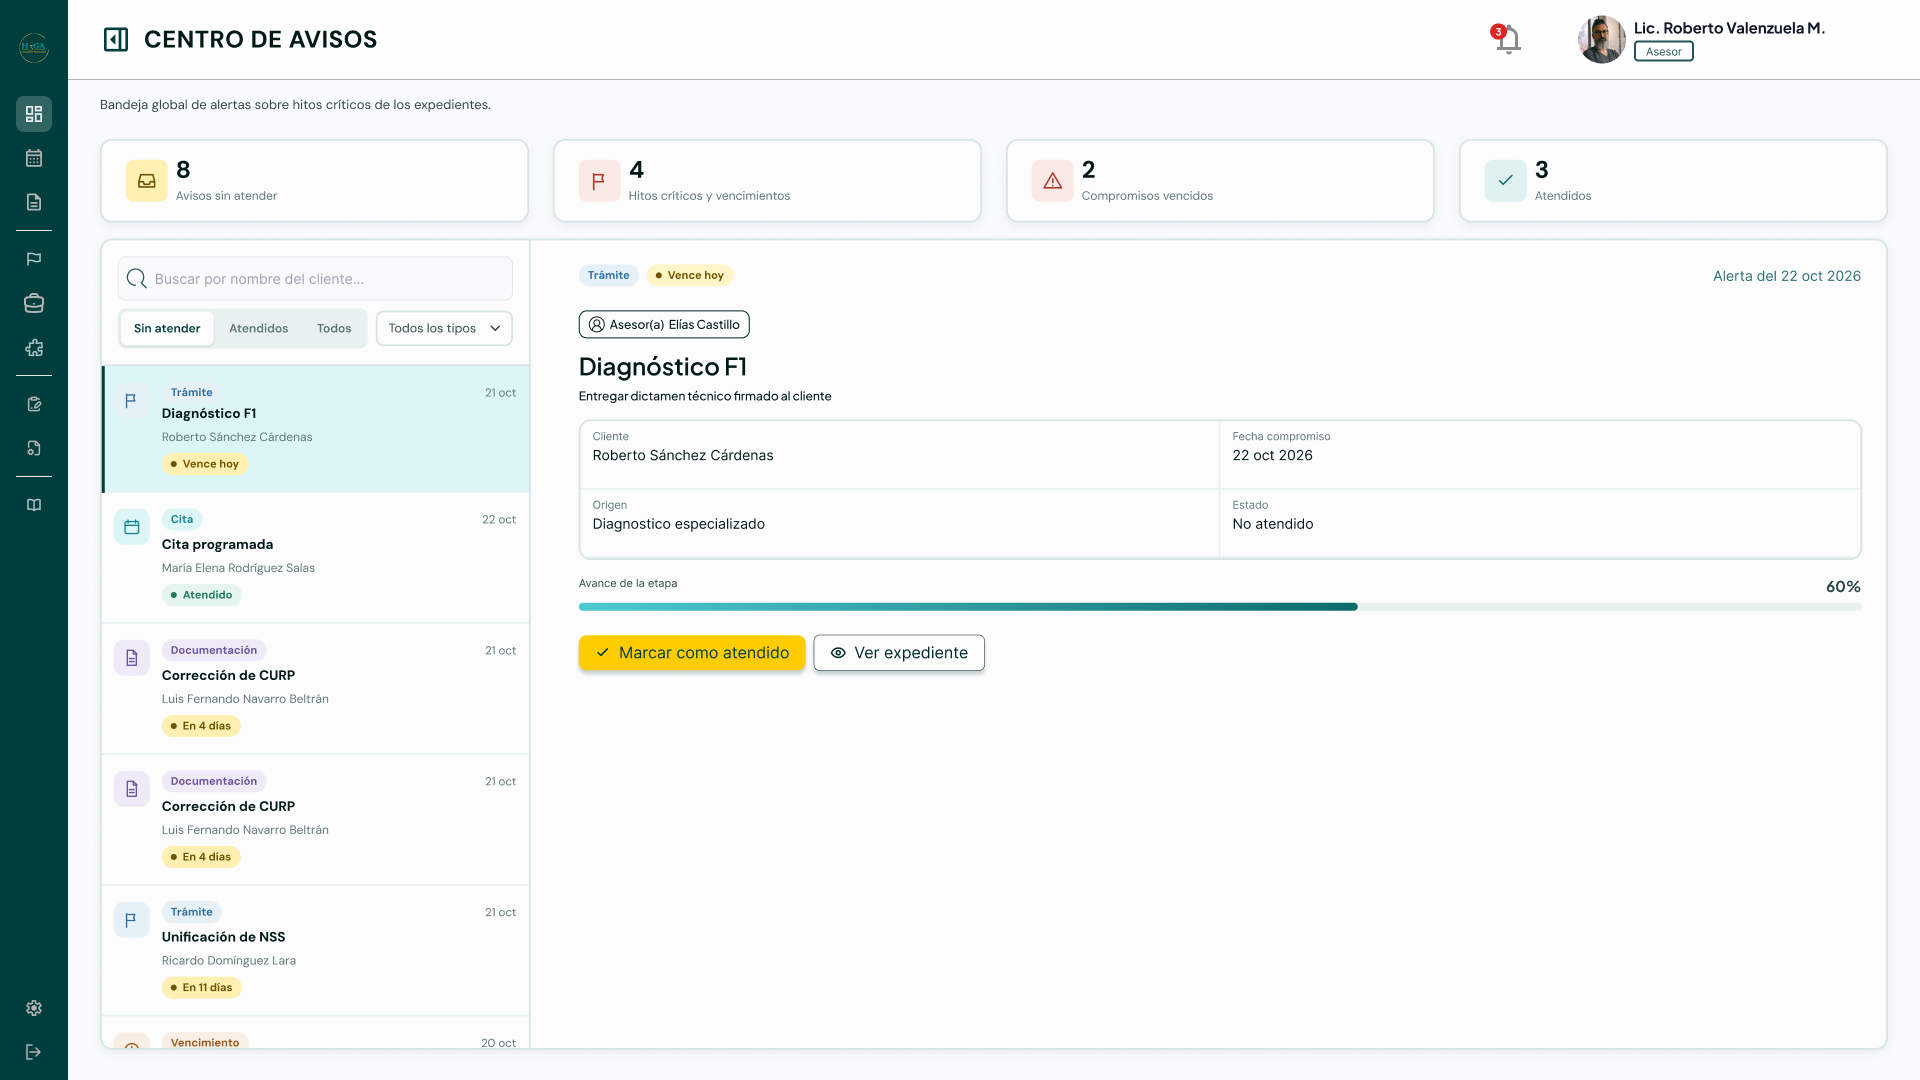 HIGA
CENTRO DE AVISOS
3
Lic. Roberto Valenzuela M.
Asesor
Bandeja global de alertas sobre hitos críticos de los expedientes.
8
Avisos sin atender
4
Hitos críticos y vencimientos
2
Compromisos vencidos
3
Atendidos
Buscar por nombre del cliente...
Sin atender
Atendidos
Todos
Todos los tipos
Trámite
21 oct
Diagnóstico F1
Roberto Sánchez Cárdenas
Vence hoy
Cita
22 oct
Cita programada
María Elena Rodríguez Salas
Atendido
Documentación
21 oct
Corrección de CURP
Luis Fernando Navarro Beltrán
En 4 días
Documentación
21 oct
Corrección de CURP
Luis Fernando Navarro Beltrán
En 4 días
Trámite
21 oct
Unificación de NSS
Ricardo Domínguez Lara
En 11 días
Vencimiento
20 oct
Trámite
Vence hoy
Alerta del 22 oct 2026
Asesor(a) Elías Castillo
Diagnóstico F1
Entregar dictamen técnico firmado al cliente
Cliente
Roberto Sánchez Cárdenas
Fecha compromiso
22 oct 2026
Origen
Diagnostico especializado
Estado
No atendido
Avance de la etapa
60%
Marcar como atendido
Ver expediente